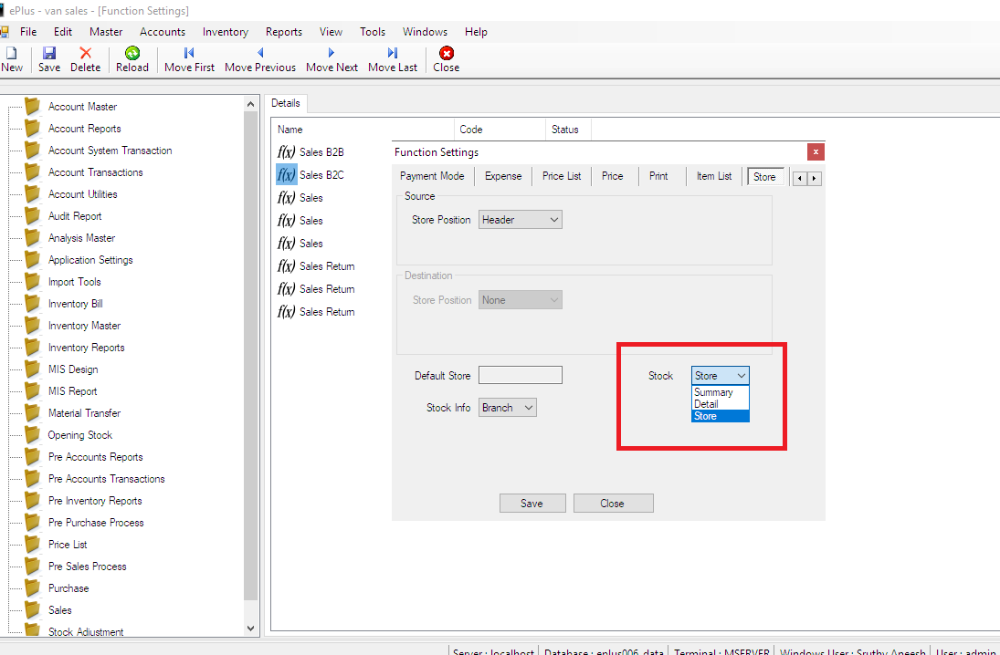 ePlus - van sales - [Function Settings]
File Edit Master Accounts Inventory Reports View Tools Windows Help
New Save Delete Reload Move First Move Previous Move Next Move Last Close
Account Master
Account Reports
Account System Transaction
Account Transactions
Account Utilities
Audit Report
Analysis Master
Application Settings
Import Tools
Inventory Bill
Inventory Master
Inventory Reports
MIS Design
MIS Report
Material Transfer
Opening Stock
Pre Accounts Reports
Pre Accounts Transactions
Pre Inventory Reports
Pre Purchase Process
Price List
Pre Sales Process
Purchase
Sales
Stock Adjustment
Details
Name Code Status
f(x) Sales B2B
f(x) Sales B2C
f(x) Sales
f(x) Sales
f(x) Sales
f(x) Sales Return
f(x) Sales Return
f(x) Sales Return
Function Settings x
Payment Mode Expense Price List Price Print Item List Store
Source
Store Position Header
Destination
Store Position None
Default Store
Stock Info Branch
Stock Store
Summary
Detail
Store
Save Close
Server : localhost Database : eplus006_data Terminal : MSERVER Windows User : Sruthy Aneesh User : admin